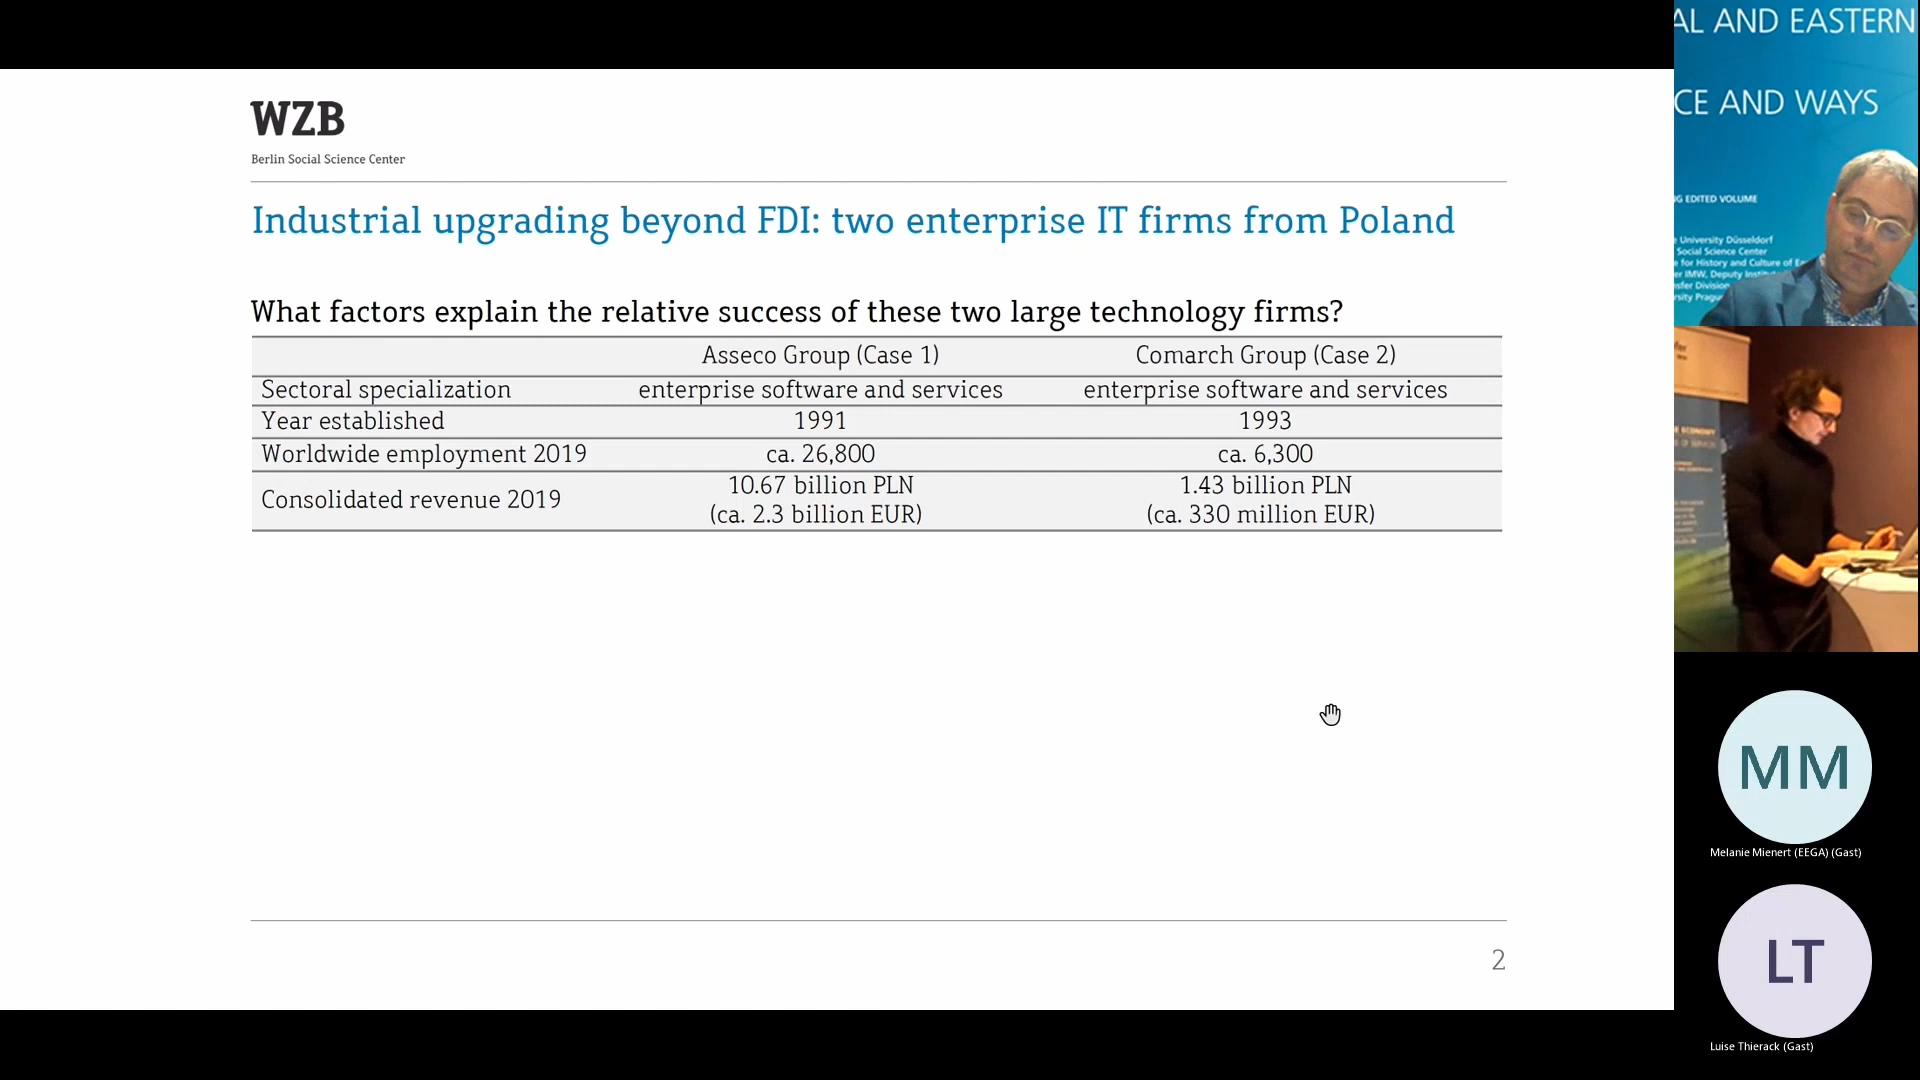 WZB
Berlin Social Science Center
Industrial upgrading beyond FDI: two enterprise IT firms from Poland
What factors explain the relative success of these two large technology firms?
Asseco Group (Case 1) Comarch Group (Case 2)
Sectoral specialization enterprise software and services enterprise software and services
Year established 1991 1993
Worldwide employment 2019 ca. 26,800 ca. 6,300
Consolidated revenue 2019 10.67 billion PLN 1.43 billion PLN
(ca. 2.3 billion EUR) (ca. 330 million EUR)
2
AL AND EASTERN
CE AND WAYS
G EDITED VOLUME
University Düsseldorf
Social Science Center
for History and Culture of
er IMW, Deputy
sfer Division
rsity
MM
Melanie Mienert (EEGA) (Gast)
LT
Luise Thierack (Gast)